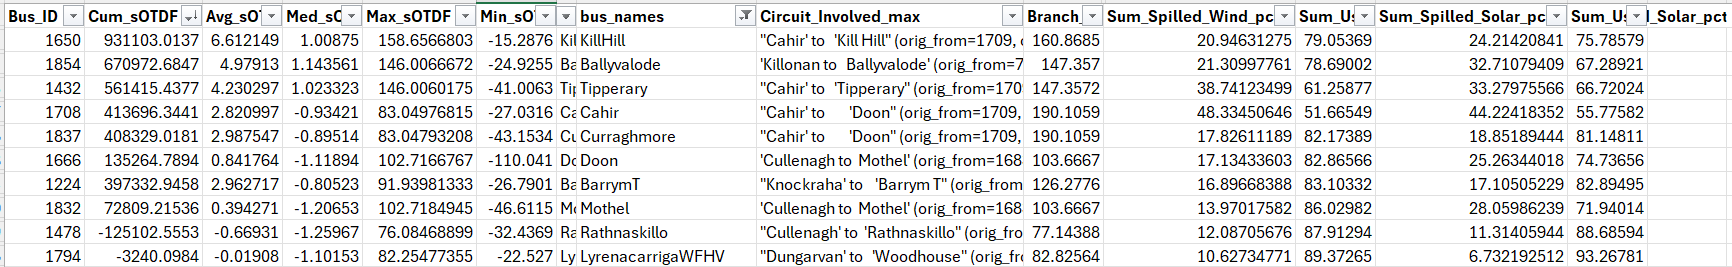 Bus_ID Cum_sOTDF Avg_sO Med_sO Max_sOTDF Min_sO bus_names Circuit_Involved_max Branch_ Sum_Spilled_Wind_pc Sum_Us Sum_Spilled_Solar_pc Sum_Us l_Solar_pct
1650 931103.0137 6.612149 1.00875 158.6566803 -15.2876 Kil KillHill "Cahir' to 'Kill Hill" (orig_from=1709, 160.8685 20.94631275 79.05369 24.21420841 75.78579
1854 670972.6847 4.97913 1.143561 146.0066672 -24.9255 Ba Ballyvalode 'Killonan to Ballyvalode' (orig_from=7 147.357 21.30997761 78.69002 32.71079409 67.28921
1432 561415.4377 4.230297 1.023323 146.0060175 -41.0063 Tip Tipperary "Cahir' to 'Tipperary" (orig_from=170 147.3572 38.74123499 61.25877 33.27975566 66.72024
1708 413696.3441 2.820997 -0.93421 83.04976815 -27.0316 Ca Cahir "Cahir' to 'Doon" (orig_from=1709, 190.1059 48.33450646 51.66549 44.22418352 55.77582
1837 408329.0181 2.987547 -0.89514 83.04793208 -43.1534 Cu Curraghmore "Cahir' to 'Doon" (orig_from=1709, 190.1059 17.82611189 82.17389 18.85189444 81.14811
1666 135264.7894 0.841764 -1.11894 102.7166767 -110.041 Do Doon 'Cullenagh to Mothel' (orig_from=168 103.6667 17.13433603 82.86566 25.26344018 74.73656
1224 397332.9458 2.962717 -0.80523 91.93981333 -26.7901 Ba BarrymT "Knockraha' to 'Barrym T" (orig_from 126.2776 16.89668388 83.10332 17.10505229 82.89495
1832 72809.21536 0.394271 -1.20653 102.7184945 -46.6115 Mo Mothel 'Cullenagh to Mothel' (orig_from=168 103.6667 13.97017582 86.02982 28.05986239 71.94014
1478 -125102.5553 -0.66931 -1.25967 76.08468899 -32.4369 Ra Rathnaskillo "Cullenagh' to 'Rathnaskillo" (orig_fro 77.14388 12.08705676 87.91294 11.31405944 88.68594
1794 -3240.0984 -0.01908 -1.10153 82.25477355 -22.527 Ly LyrenacarrigaWFHV "Dungarvan' to 'Woodhouse" (orig_fr 82.82564 10.62734771 89.37265 6.732192512 93.26781